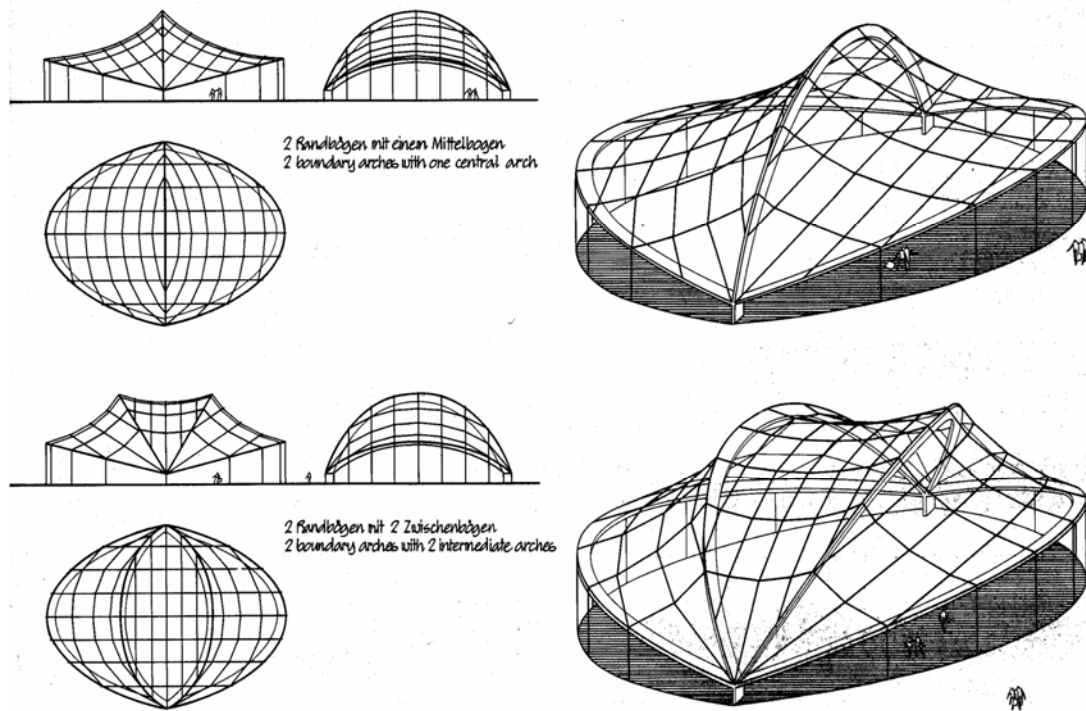 2 Randbögen mit einem Mittelbogen
2 boundary arches with one central arch
2 Randbögen mit 2 Zwischenbögen
2 boundary arches with 2 intermediate arches